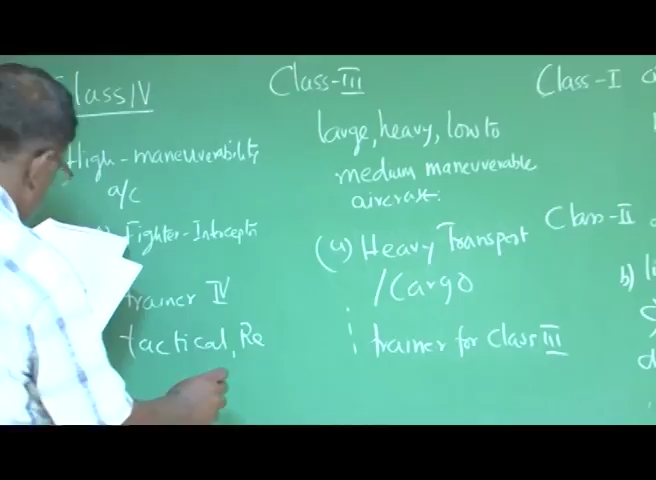 Class IV
High-maneuverability
a/c
Fighter-Interceptr
trainer IV
tactical, Re
Class-III
large, heavy, low to
medium maneuverable
aircraft.
(a) Heavy Transport
/Cargo
trainer for Class III
Class-I
Class-II
b)